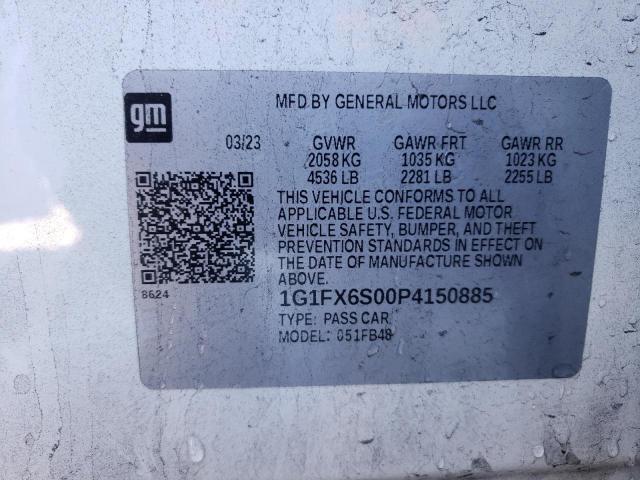 gm
MFD BY GENERAL MOTORS LLC
03/23 GVWR GAWR FRT GAWR RR
2058 KG 1035 KG 1023 KG
4536 LB 2281 LB 2255 LB
THIS VEHICLE CONFORMS TO ALL
APPLICABLE U.S. FEDERAL MOTOR
VEHICLE SAFETY, BUMPER, AND THEFT
PREVENTION STANDARDS IN EFFECT ON
THE DATE OF MANUFACTURE SHOWN
ABOVE.
8624
1G1FX6S00P4150885
TYPE: PASS CAR
MODEL: 051FB48